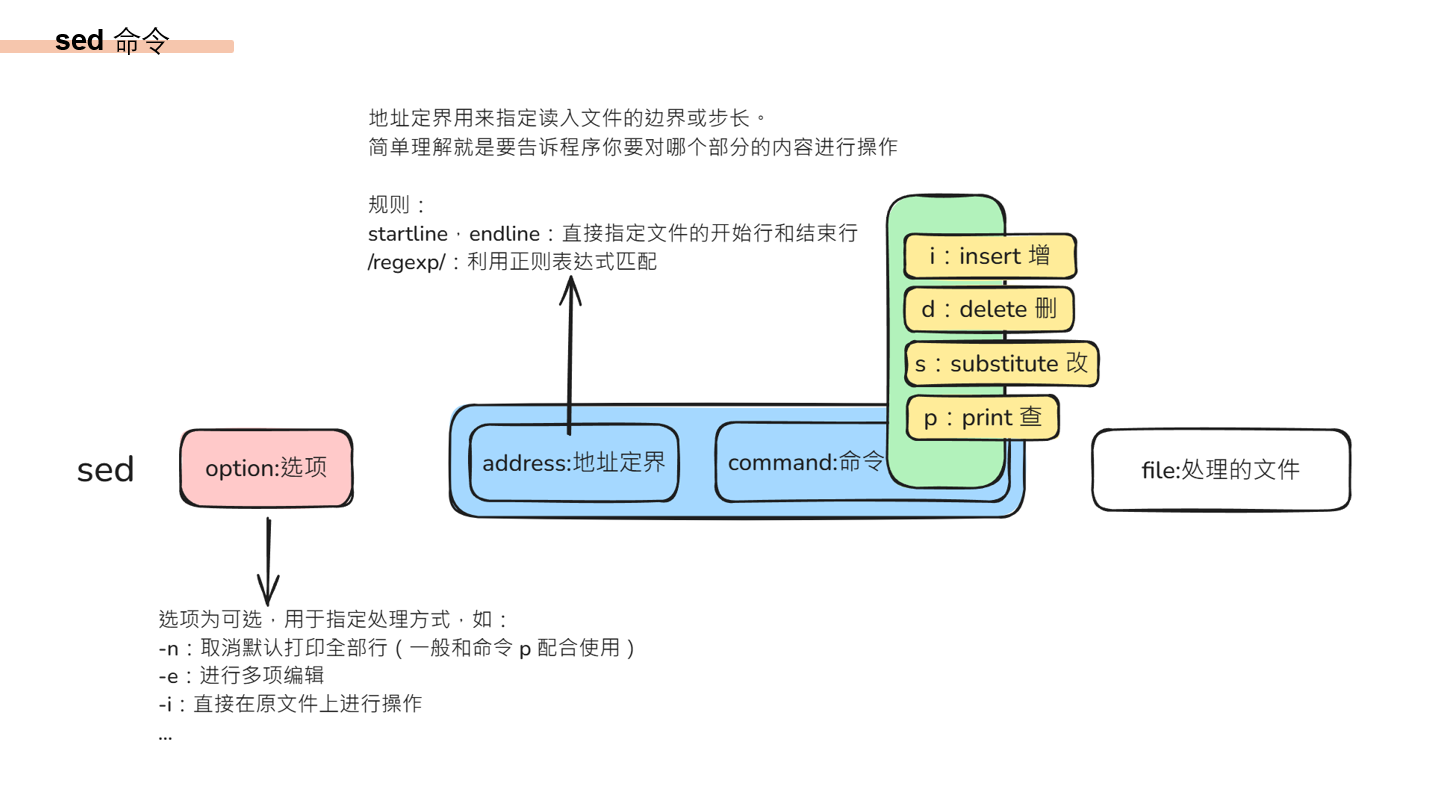 sed 命令
地址定界用来指定读入文件的边界或步长。
简单理解就是要告诉程序你要对哪个部分的内容进行操作
规则：
startline，endline：直接指定文件的开始行和结束行
/regexp/：利用正则表达式匹配
i：insert 增
d：delete 删
s：substitute 改
p：print 查
sed
option:选项
address:地址定界
command:命令
file:处理的文件
选项为可选，用于指定处理方式，如：
-n：取消默认打印全部行（一般和命令 p 配合使用）
-e：进行多项编辑
-i：直接在原文件上进行操作
...